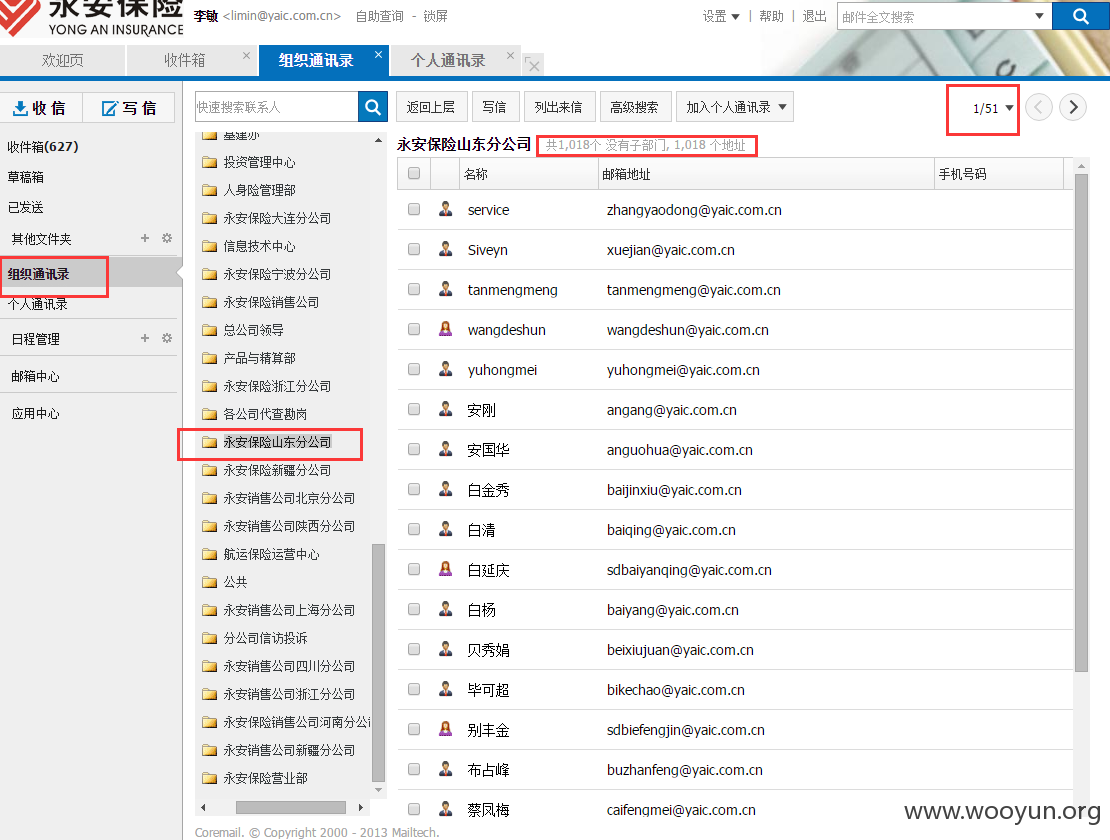 永安保险
YONG AN INSURANCE
李敏 <limin@yaic.com.cn> 自助查询 - 锁屏
设置 | 帮助 | 退出
邮件全文搜索
欢迎页
收件箱
组织通讯录
个人通讯录
收信
写信
收件箱(627)
草稿箱
已发送
其他文件夹
组织通讯录
个人通讯录
日程管理
邮箱中心
应用中心
快速搜索联系人
基建办
投资管理中心
人身险管理部
永安保险大连分公司
信息技术中心
永安保险宁波分公司
永安保险销售公司
总公司领导
产品与精算部
永安保险浙江分公司
各公司代查勘岗
永安保险山东分公司
永安保险新疆分公司
永安销售公司北京分公司
永安销售公司陕西分公司
航运保险运营中心
公共
永安销售公司上海分公司
分公司信访投诉
永安销售公司四川分公司
永安销售公司浙江分公司
永安保险销售公司河南分公
永安销售公司新疆分公司
永安保险营业部
返回上层
写信
列出来信
高级搜索
加入个人通讯录
1/51
永安保险山东分公司 共1,018个 没有子部门, 1,018 个地址
名称 邮箱地址 手机号码
service zhangyaodong@yaic.com.cn
Siveyn xuejian@yaic.com.cn
tanmengmeng tanmengmeng@yaic.com.cn
wangdeshun wangdeshun@yaic.com.cn
yuhongmei yuhongmei@yaic.com.cn
安刚 angang@yaic.com.cn
安国华 anguohua@yaic.com.cn
白金秀 baijinxiu@yaic.com.cn
白清 baiqing@yaic.com.cn
白延庆 sdbaiyanqing@yaic.com.cn
白杨 baiyang@yaic.com.cn
贝秀娟 beixiujuan@yaic.com.cn
毕可超 bikechao@yaic.com.cn
别丰金 sdbiefengjin@yaic.com.cn
布占峰 buzhanfeng@yaic.com.cn
蔡凤梅 caifengmei@yaic.com.cn
Coremail. © Copyright 2000 - 2013 Mailtech.
www.wooyun.org